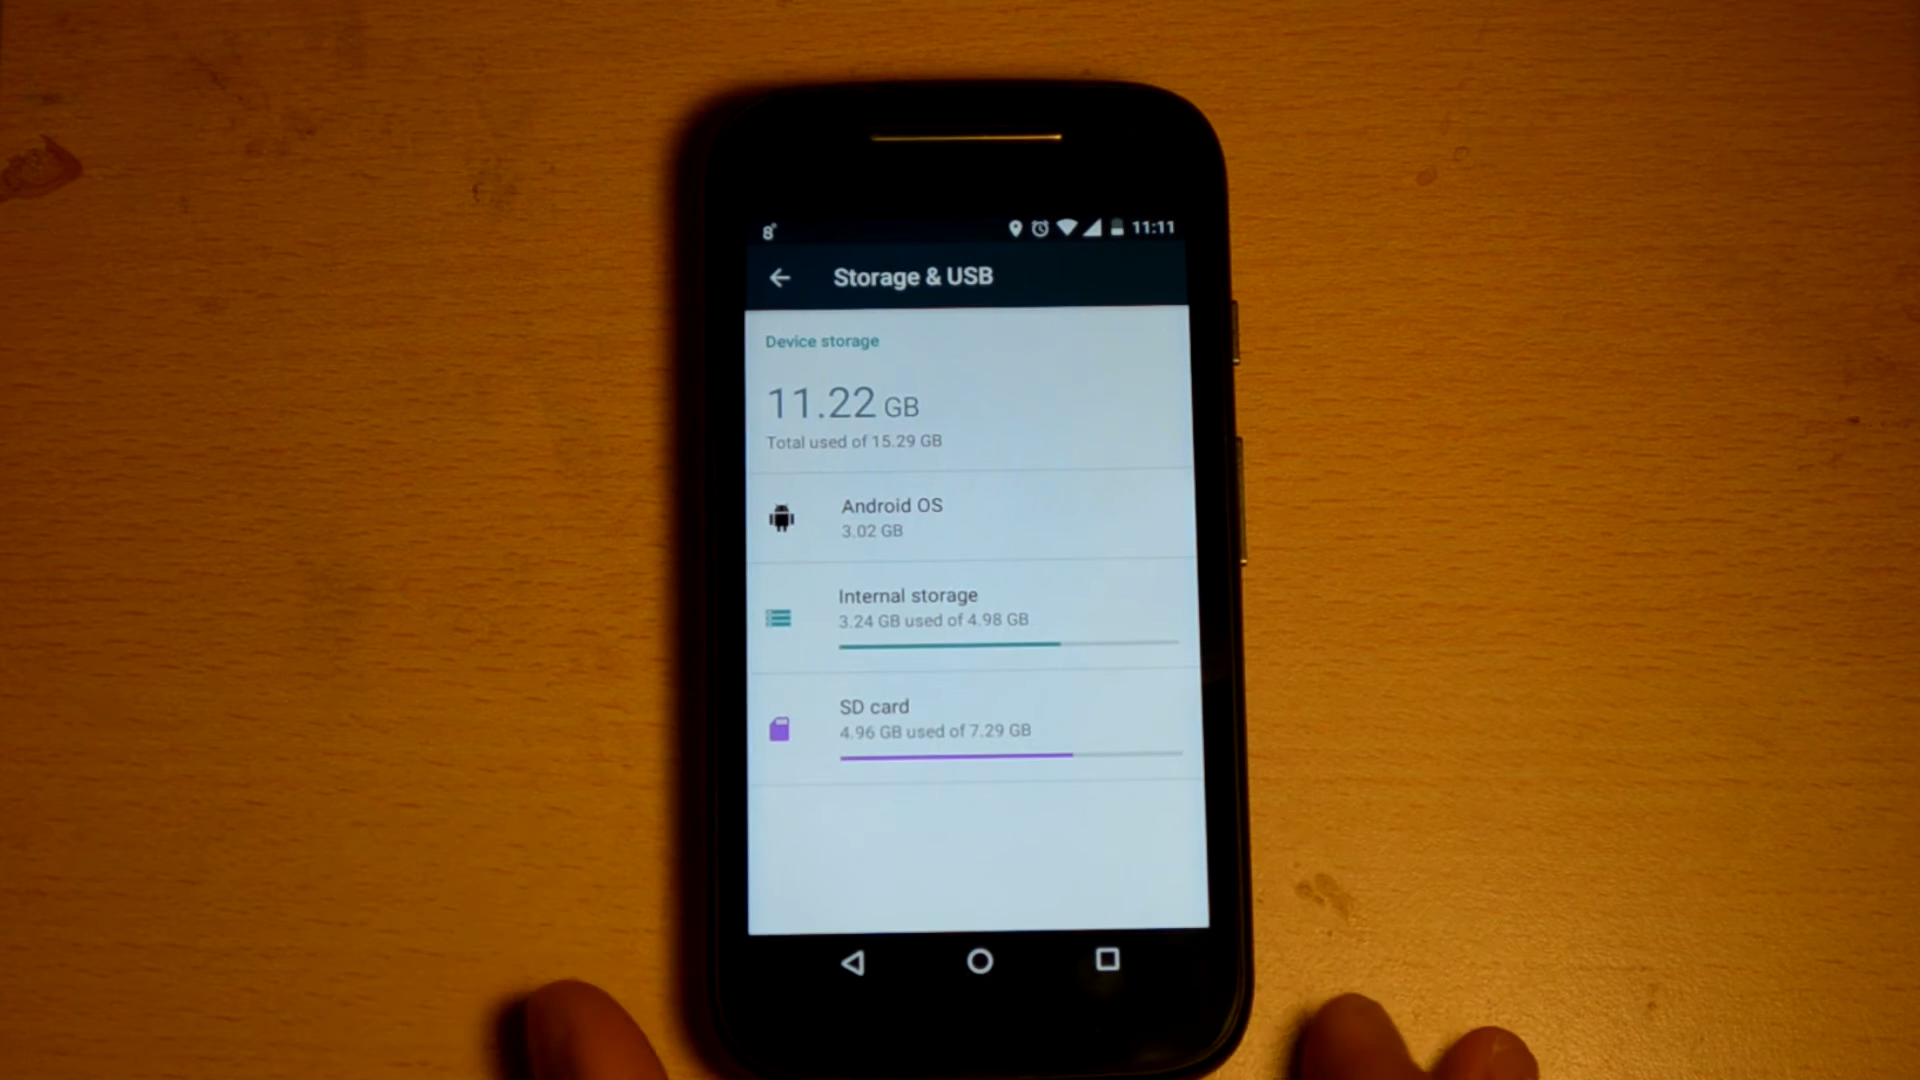 8° 11:11
Storage & USB
Device storage
11.22 GB
Total used of 15.29 GB
Android OS
3.02 GB
Internal storage
3.24 GB used of 4.98 GB
SD card
4.96 GB used of 7.29 GB